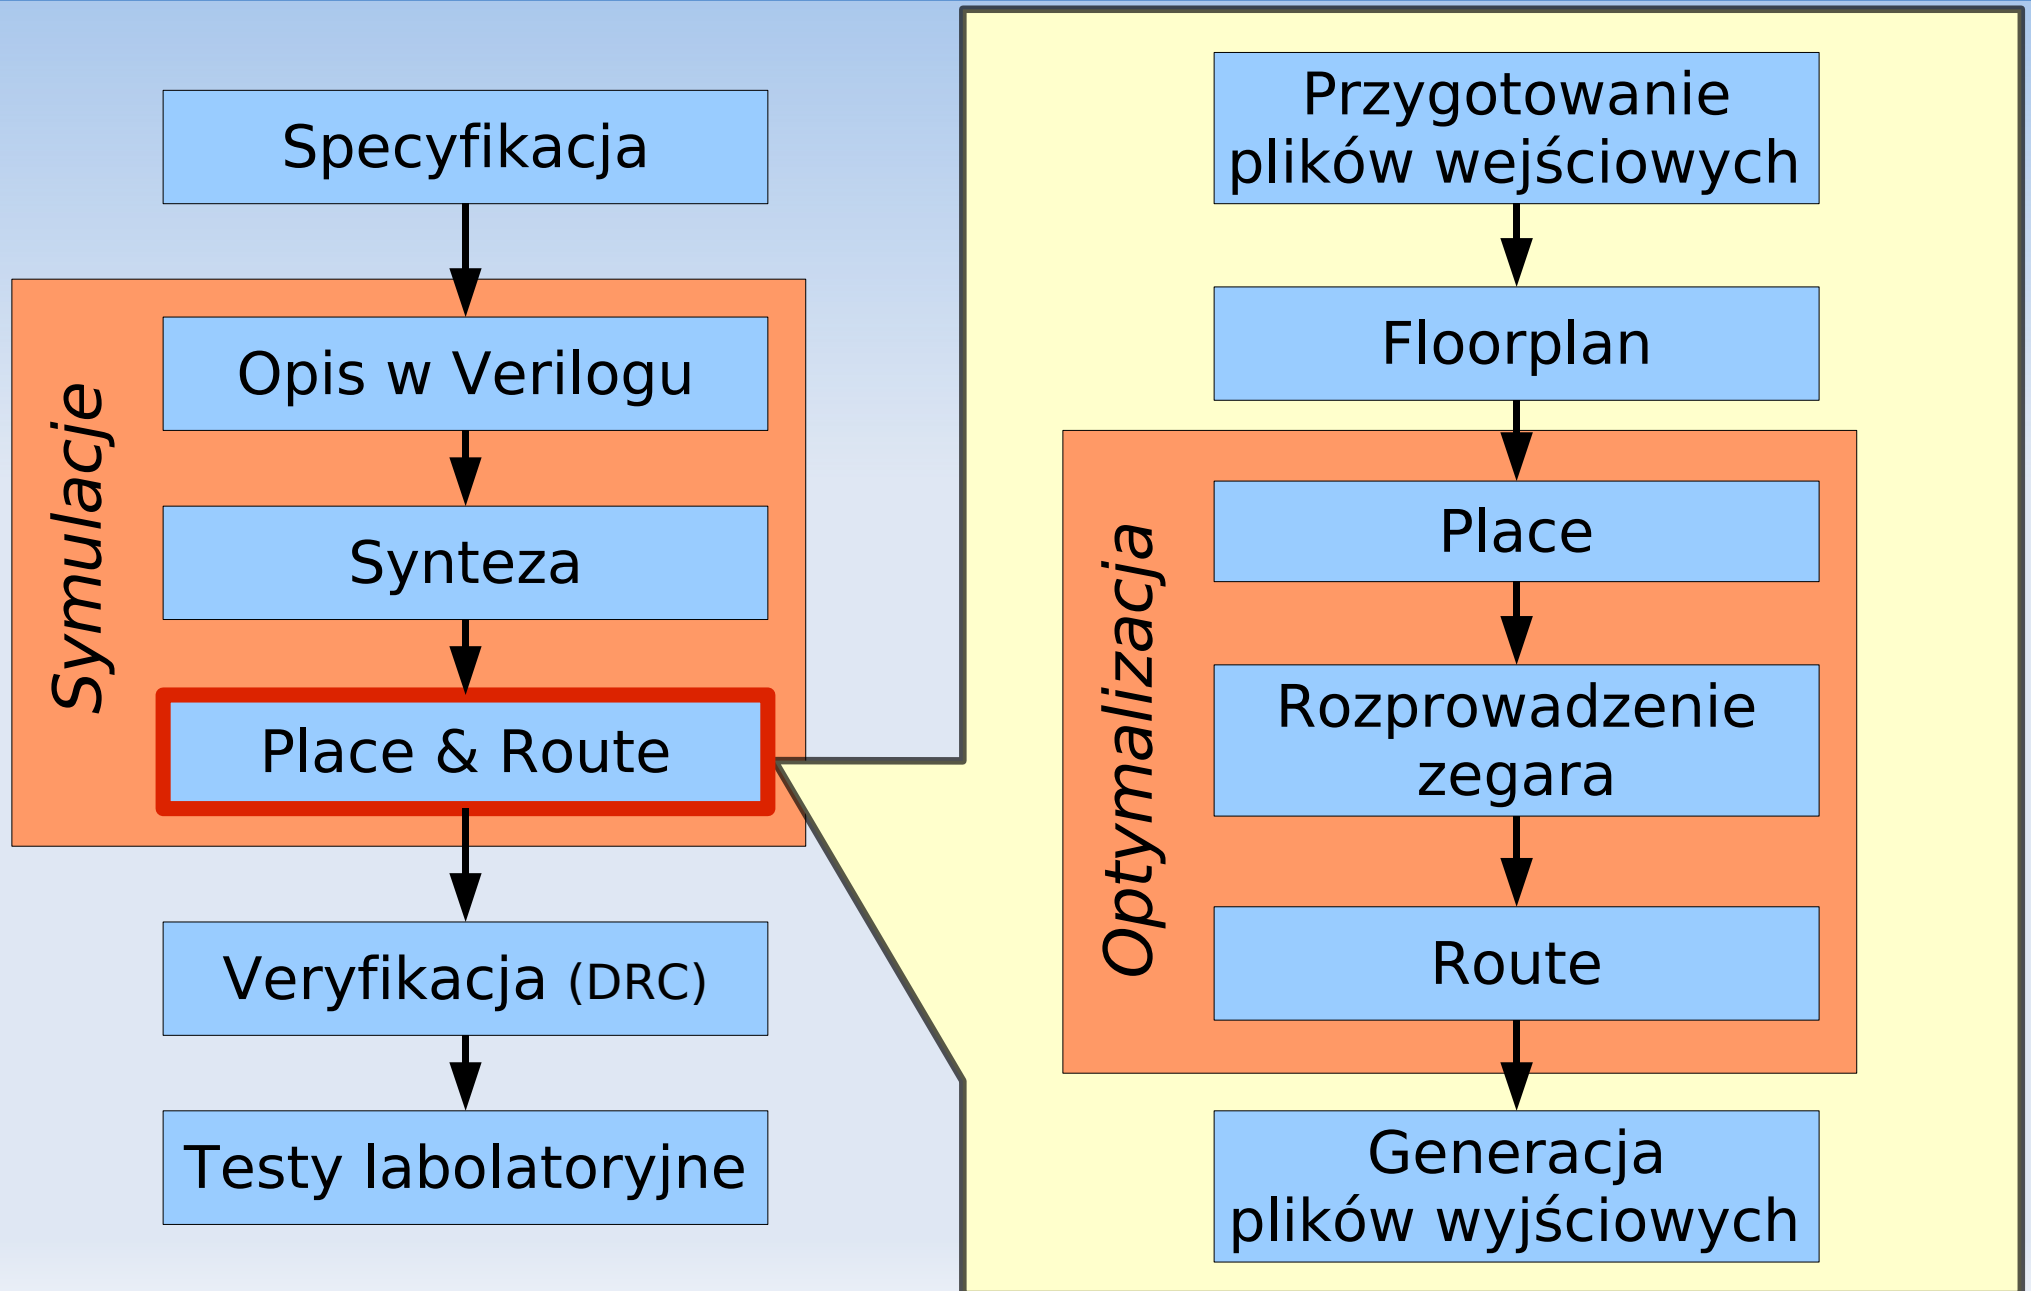 Specyfikacja
Symulacje
Opis w Verilogu
Synteza
Place & Route
Veryfikacja (DRC)
Testy labolatoryjne
Przygotowanie
plików wejściowych
Floorplan
Optymalizacja
Place
Rozprowadzenie
zegara
Route
Generacja
plików wyjściowych